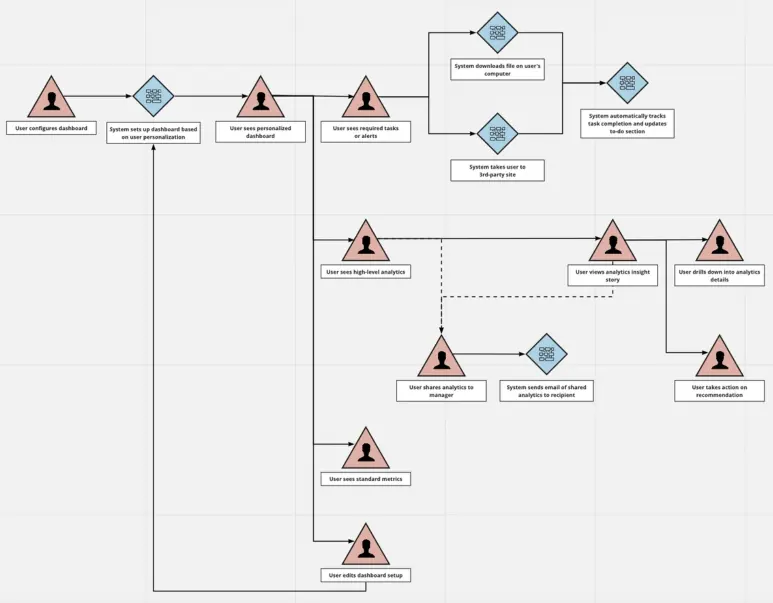 System downloads file on user's
computer
User configures dashboard
System sets up dashboard based
on user personalization
User sees personalized
dashboard
User sees required tasks
or alerts
System automatically tracks
task completion and updates
to-do section
System takes user to
3rd-party site
User sees high-level analytics
User views analytics insight
story
User drills down into analytics
details
User shares analytics to
manager
System sends email of shared
analytics to recipient
User takes action on
recommendation
User sees standard metrics
User edits dashboard setup